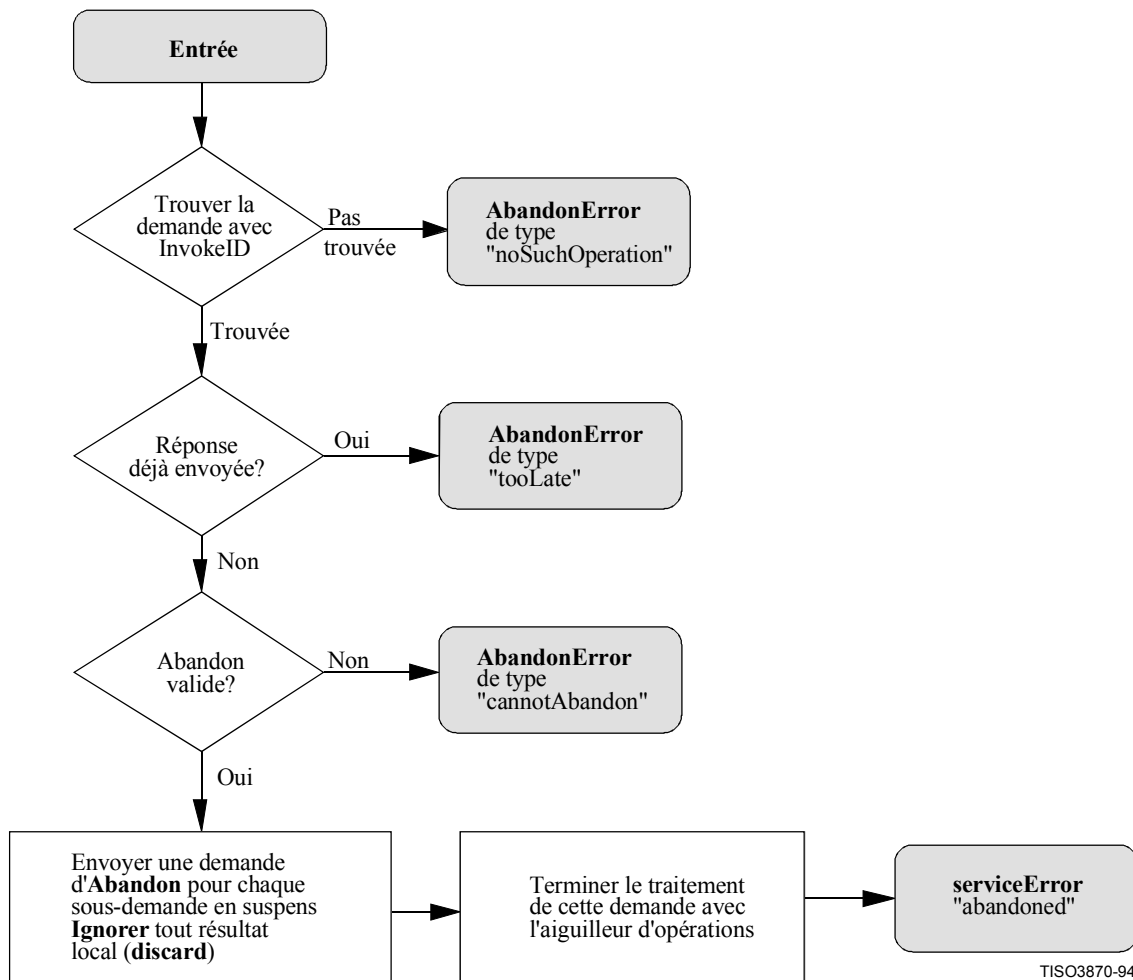 Entrée
Trouver la
demande avec
InvokeID
Pas
trouvée
AbandonError
de type
"noSuchOperation"
Trouvée
Réponse
déjà envoyée?
Oui
AbandonError
de type
"tooLate"
Non
Abandon
valide?
Non
AbandonError
de type
"cannotAbandon"
Oui
Envoyer une demande
d'Abandon pour chaque
sous-demande en suspens
Ignorer tout résultat
local (discard)
Terminer le traitement
de cette demande avec
l'aiguilleur d'opérations
serviceError
"abandoned"
TISO3870-94